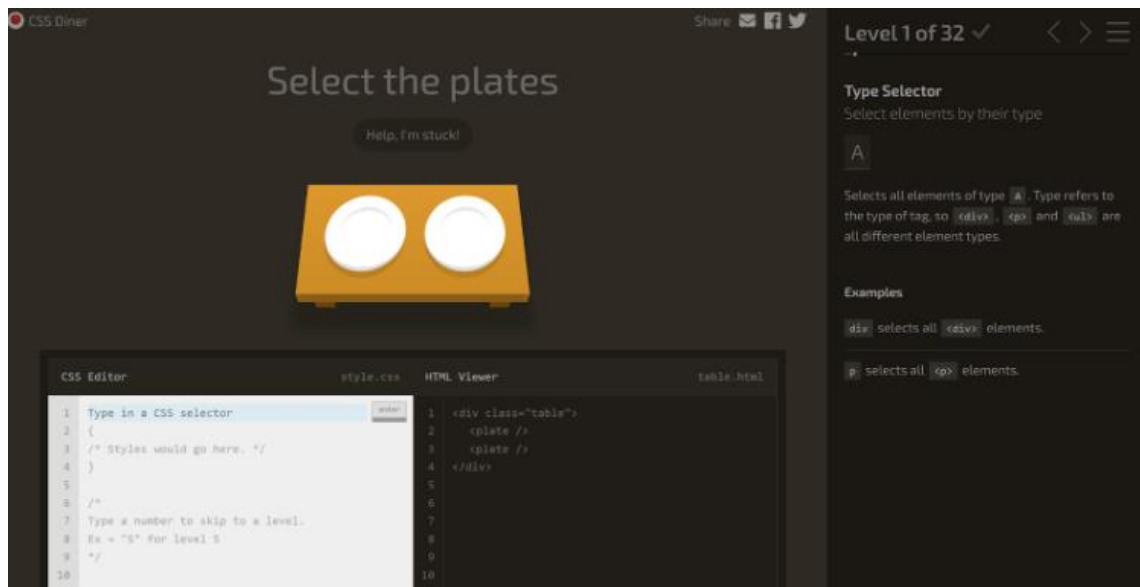 CSS Diner
Share
Select the plates
Help, I'm stuck!
CSS Editor style.css
1 Type in a CSS selector enter
2 {
3 /* Styles would go here. */
4 }
5
6 /*
7 Type a number to skip to a level.
8 Ex → "5" for level 5
9 */
10
HTML Viewer table.html
1 <div class="table">
2 <plate />
3 <plate />
4 </div>
5
6
7
8
9
10
Level 1 of 32
Type Selector
Select elements by their type
A
Selects all elements of type A . Type refers to
the type of tag, so <div> , <p> and <ul> are
all different element types.
Examples
div selects all <div> elements.
p selects all <p> elements.